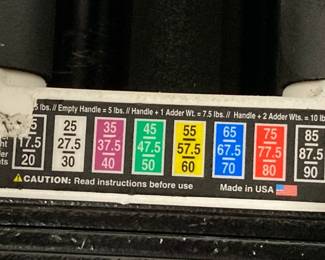 5 lbs. // Empty Handle = 5 lbs. // Handle + 1 Adder Wt. = 7.5 lbs. // Handle + 2 Adder Wts. = 10 lb
5 25 35 45 55 65 75 85
17.5 27.5 37.5 47.5 57.5 67.5 77.5 87.5
20 30 40 50 60 70 80 90
CAUTION: Read instructions before use Made in USA